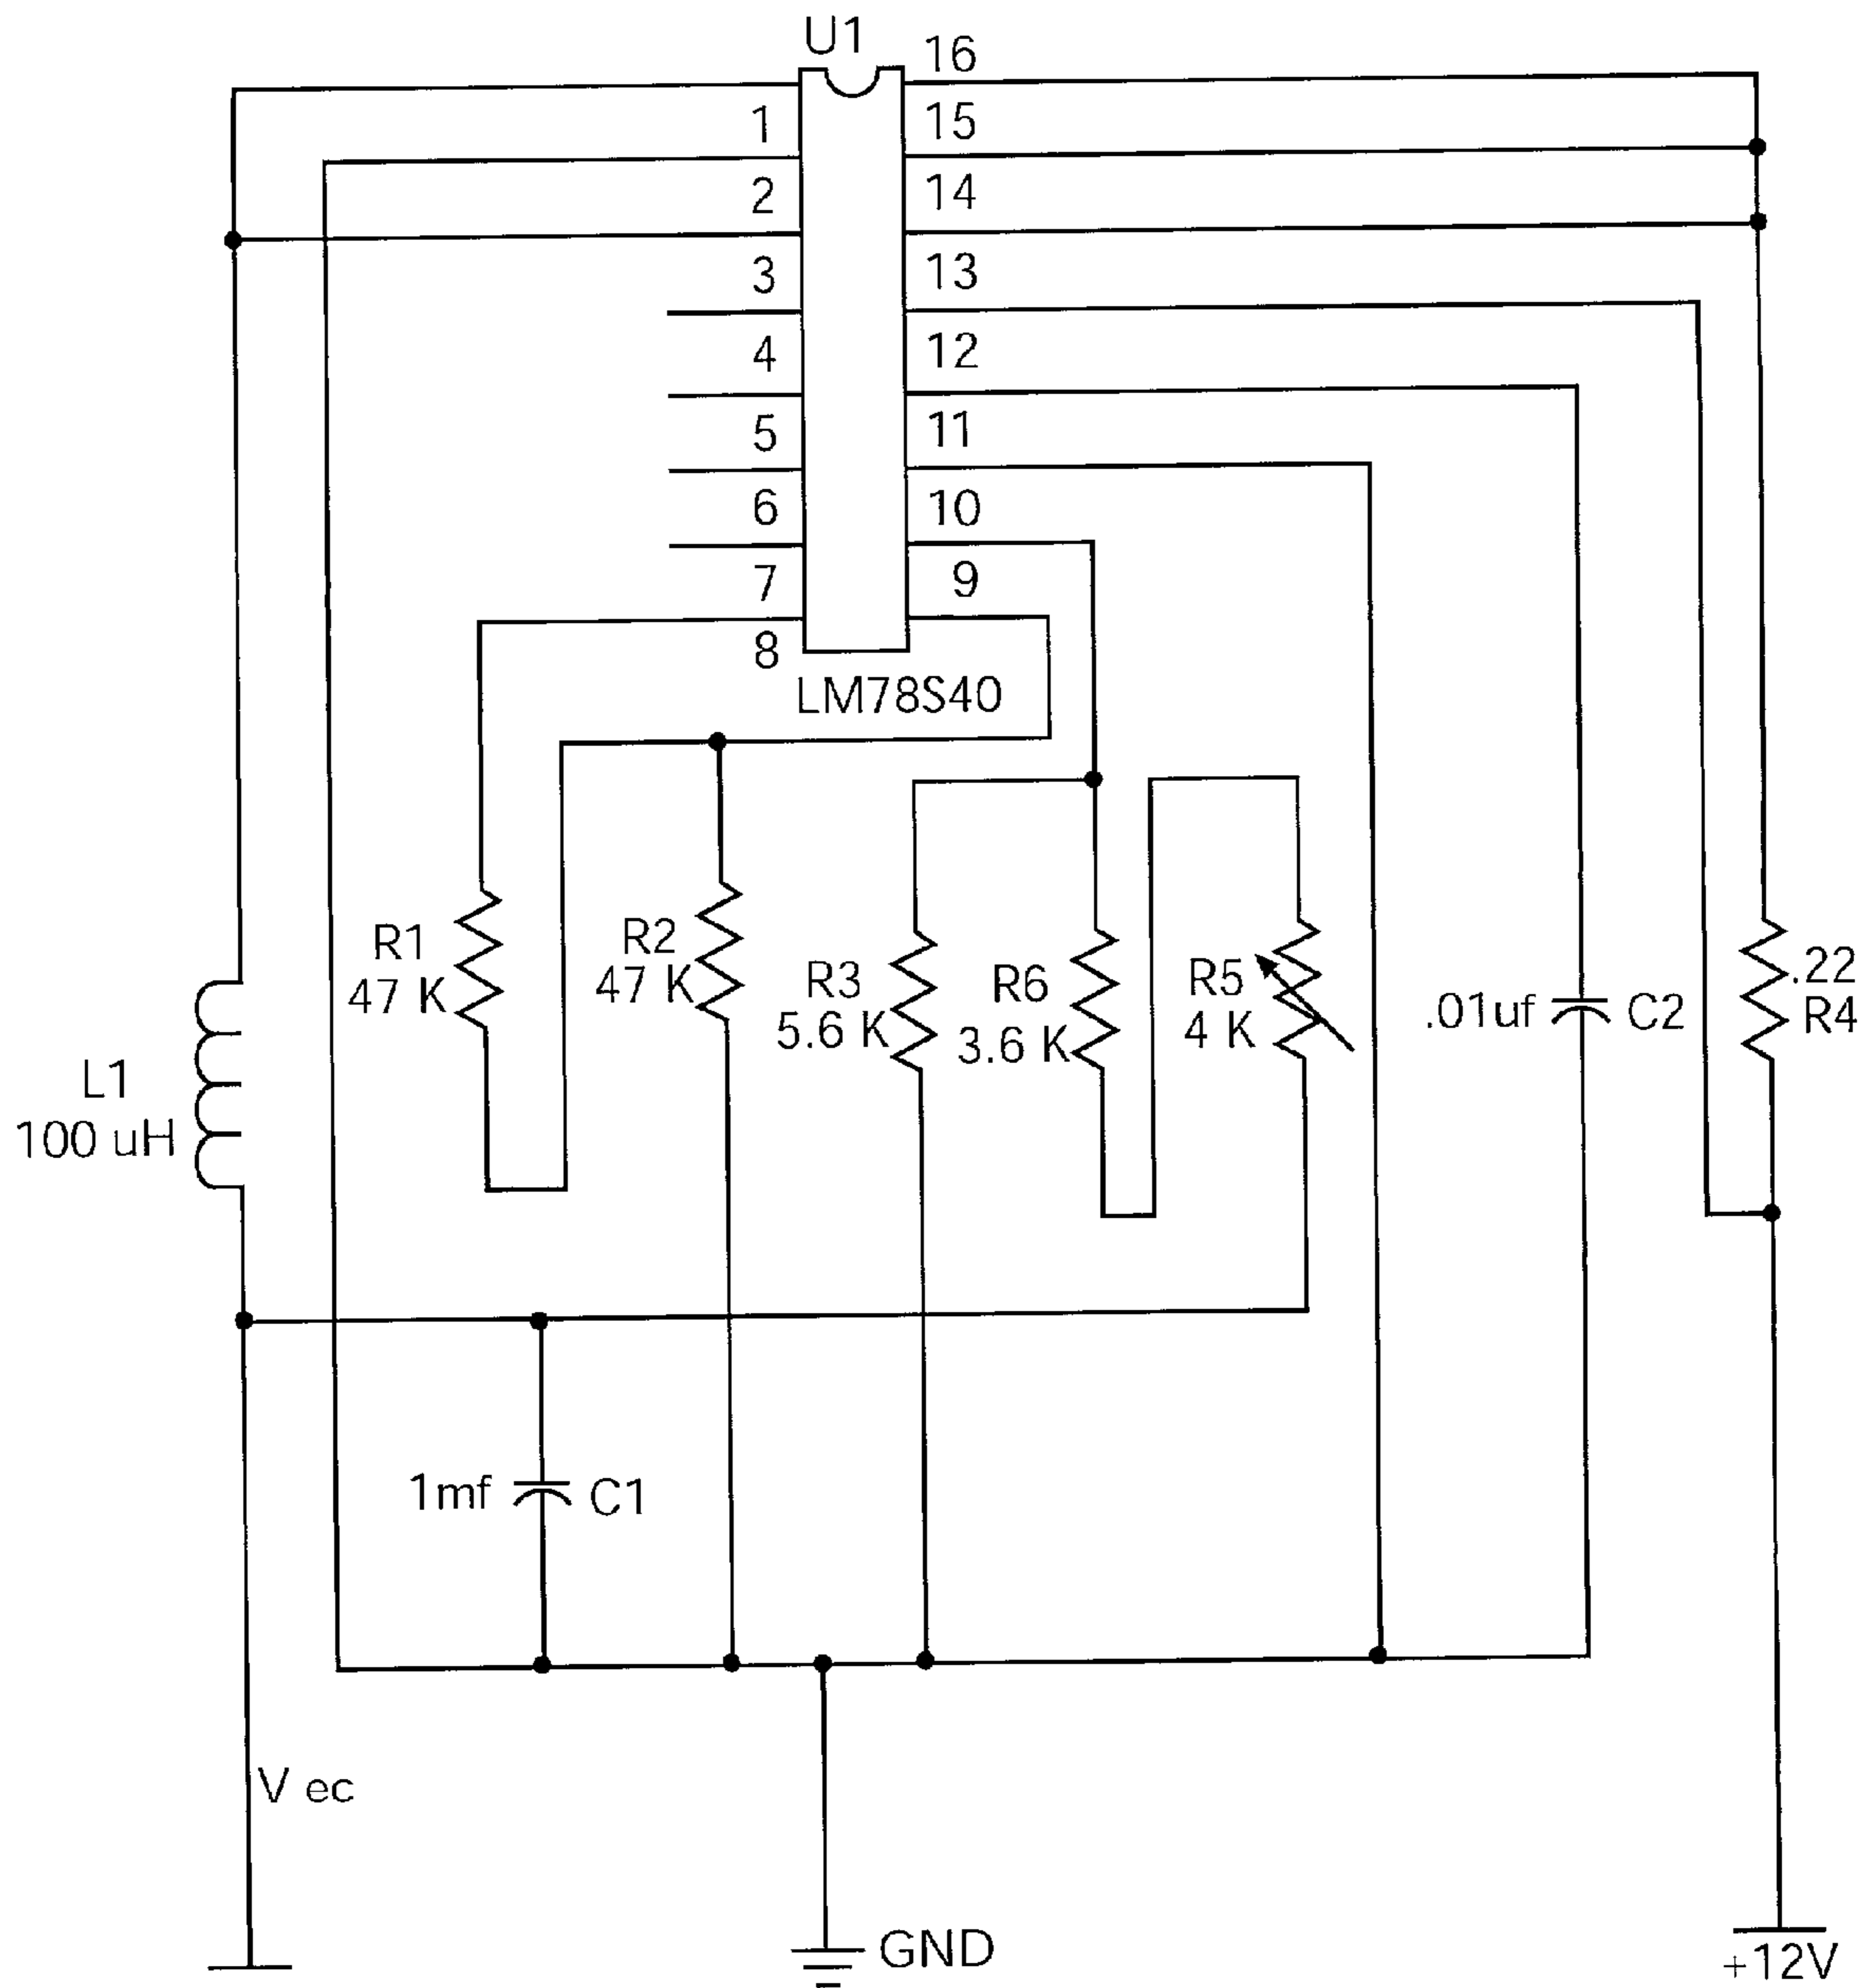 U1
16
1
15
2
14
3
13
4
12
5
11
6
10
7
9
8
LM78S40
R1
47 K
R2
47 K
R3
5.6 K
R6
3.6 K
R5
4 K
.01uf
C2
.22
R4
L1
100 uH
1mf
C1
V ec
GND
+12V